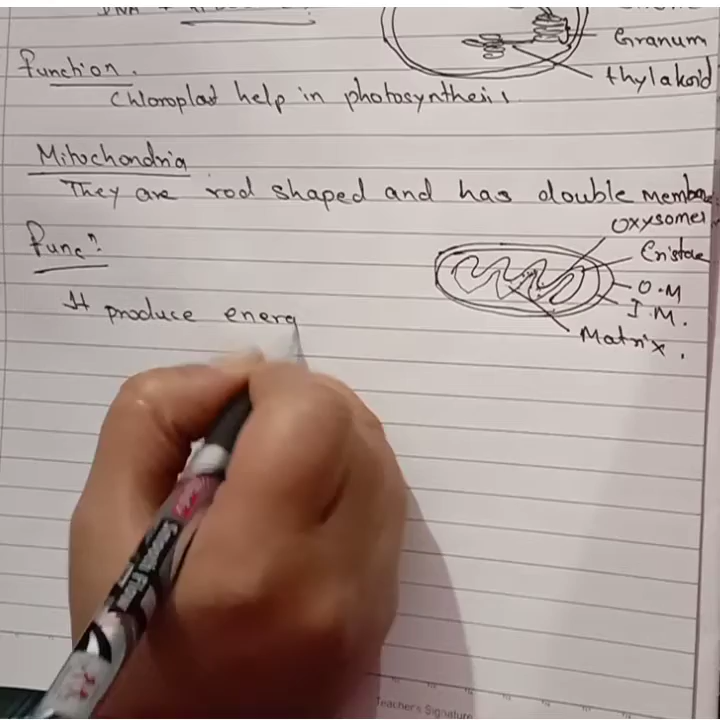 DNA +
Granum
Function.
thylakoid
Chloroplast help in photosynthesis.
Mitochondria
They are rod shaped and has double
Oxysomes
Func?
Cristae
O.M
I.M.
It produce energ
Matrix.
Teacher's Signature